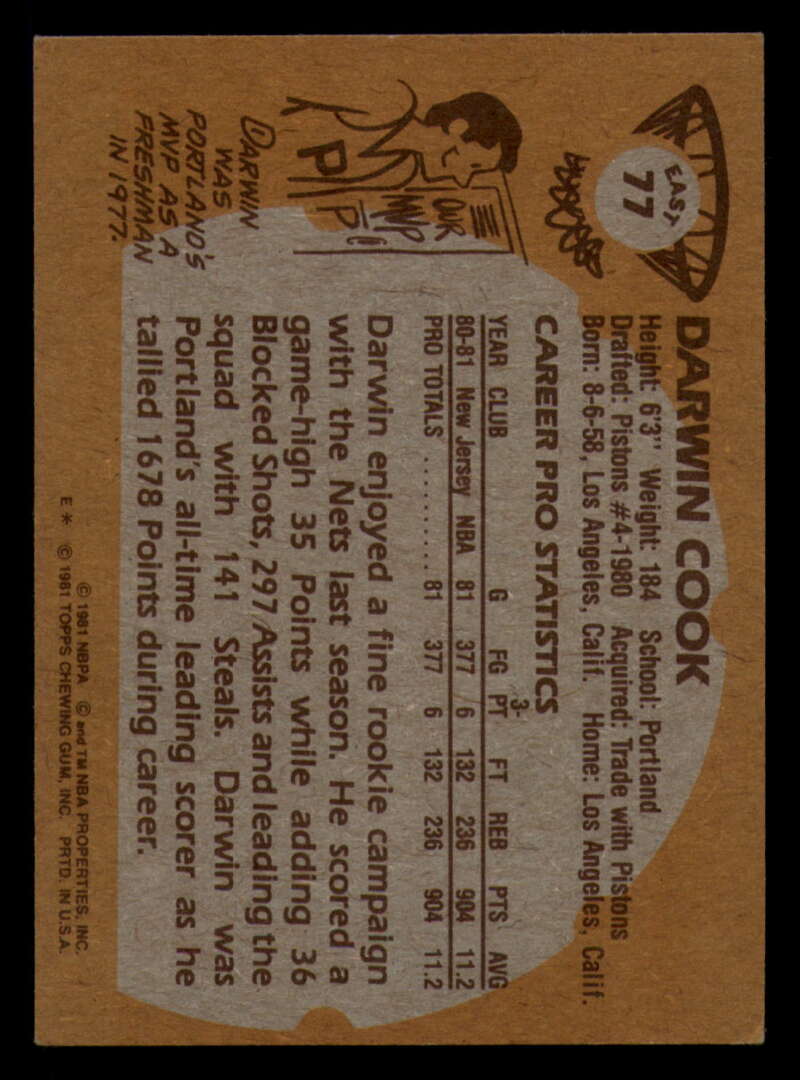 EAST
77
DARWIN COOK
Height: 6'3" Weight: 184 School: Portland
Drafted: Pistons #4-1980 Acquired: Trade with Pistons
Born: 8-6-58, Los Angeles, Calif. Home: Los Angeles, Calif.
CAREER PRO STATISTICS
YEAR CLUB G FG 3-PT FT REB PTS AVG
80-81 New Jersey NBA 81 377 6 132 236 904 11.2
PRO TOTALS .......... 81 377 6 132 236 904 11.2
Darwin enjoyed a fine rookie campaign
with the Nets last season. He scored a
game-high 35 Points while adding 36
Blocked Shots, 297 Assists and leading the
squad with 141 Steals. Darwin was
Portland's all-time leading scorer as he
tallied 1678 Points during career.
OUR
MVP
P
P
DARWIN
WAS
PORTLAND'S
MVP AS A
FRESHMAN
IN 1977.
© 1981 NBPA © and TM NBA PROPERTIES, INC.
E* © 1981 TOPPS CHEWING GUM, INC. PRTD. IN U.S.A.